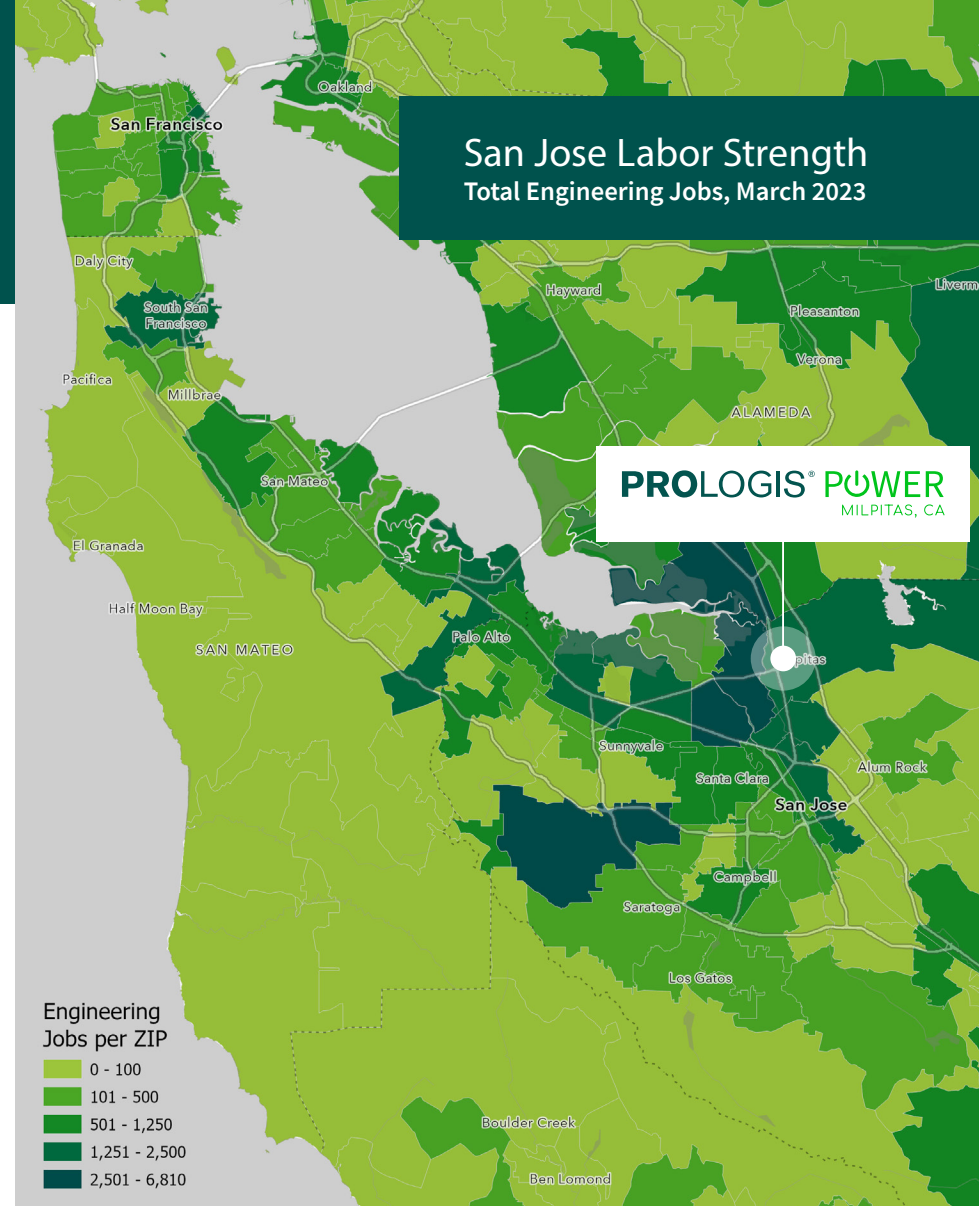 San Jose Labor Strength
Total Engineering Jobs, March 2023
Oakland
San Francisco
Daly City
Hayward
Pleasanton
South San
Francisco
Verona
Pacifica
Millbrae
ALAMEDA
San Mateo
PROLOGIS® POWER
MILPITAS, CA
El Granada
Half Moon Bay
SAN MATEO
Palo Alto
pitas
Sunnyvale
Santa Clara
Alum Rock
San Jose
Campbell
Saratoga
Los Gatos
Engineering
Jobs per ZIP
0 - 100
101 - 500
501 - 1,250
1,251 - 2,500
2,501 - 6,810
Boulder Creek
Ben Lomond